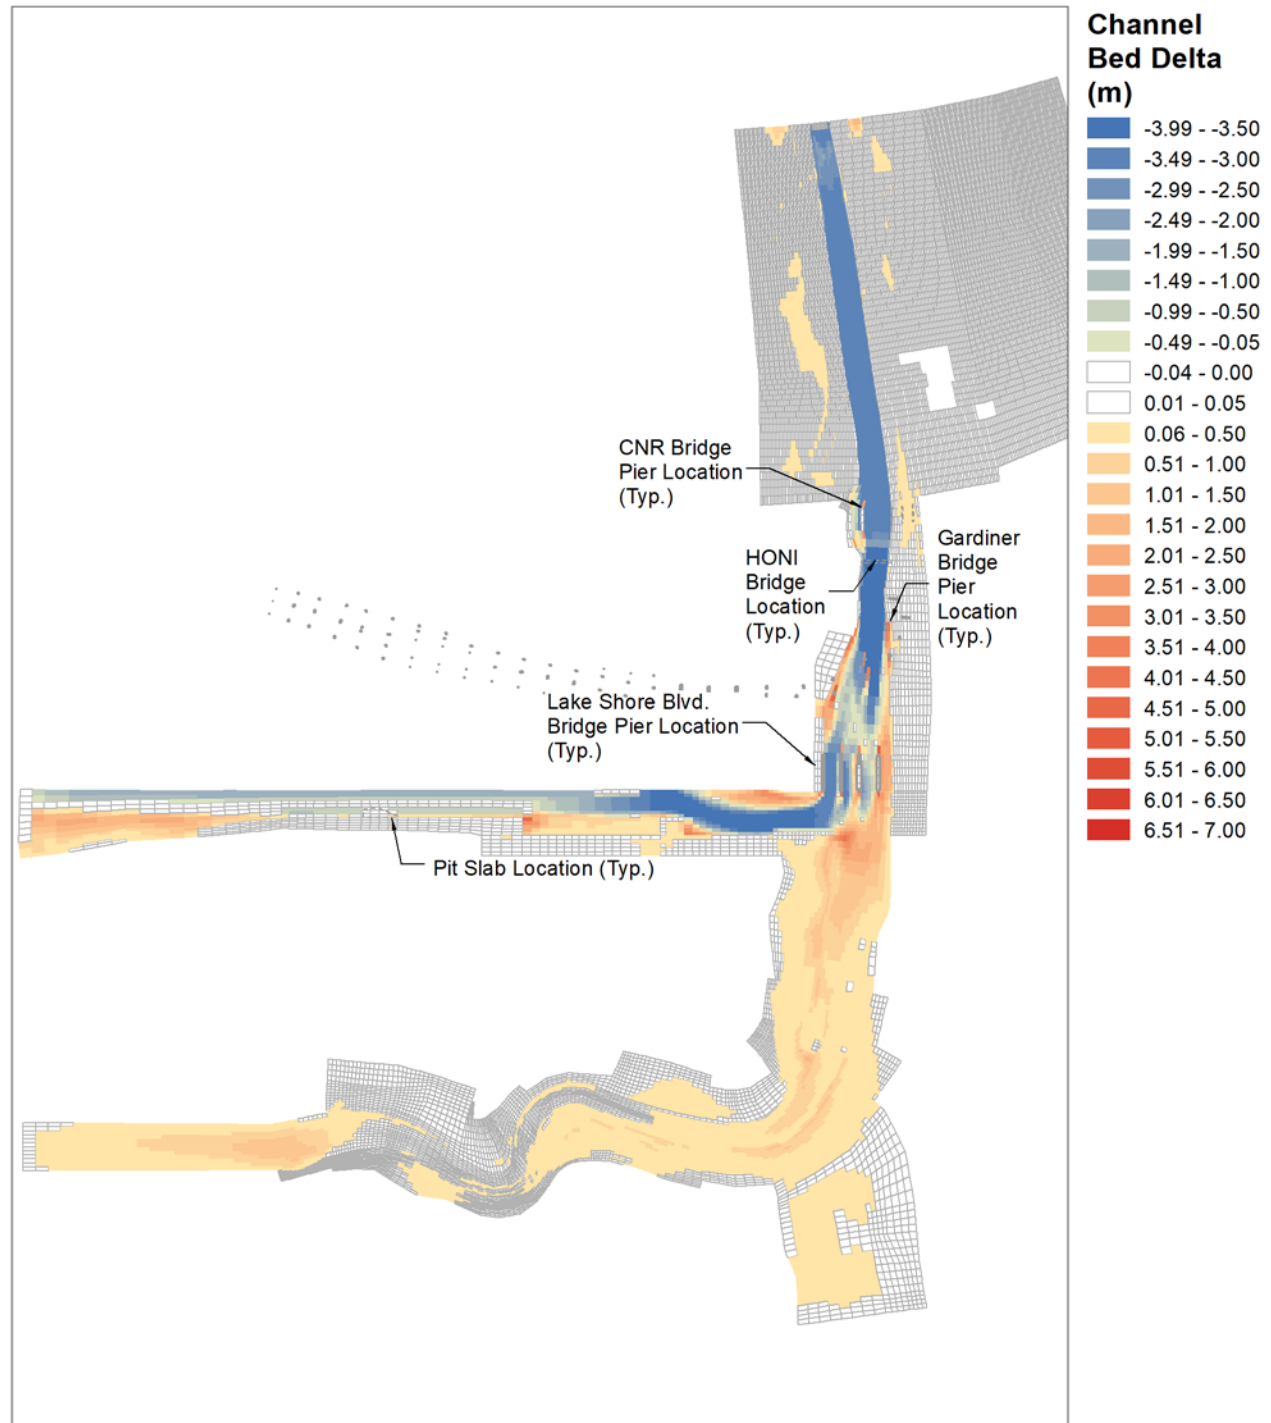 Channel
Bed Delta
(m)
-3.99 - -3.50
-3.49 - -3.00
-2.99 - -2.50
-2.49 - -2.00
-1.99 - -1.50
-1.49 - -1.00
-0.99 - -0.50
-0.49 - -0.05
-0.04 - 0.00
0.01 - 0.05
0.06 - 0.50
0.51 - 1.00
1.01 - 1.50
1.51 - 2.00
2.01 - 2.50
2.51 - 3.00
3.01 - 3.50
3.51 - 4.00
4.01 - 4.50
4.51 - 5.00
5.01 - 5.50
5.51 - 6.00
6.01 - 6.50
6.51 - 7.00
CNR Bridge
Pier Location
(Typ.)
HONI
Bridge
Location
(Typ.)
Gardiner
Bridge
Pier
Location
(Typ.)
Lake Shore Blvd.
Bridge Pier Location
(Typ.)
Pit Slab Location (Typ.)